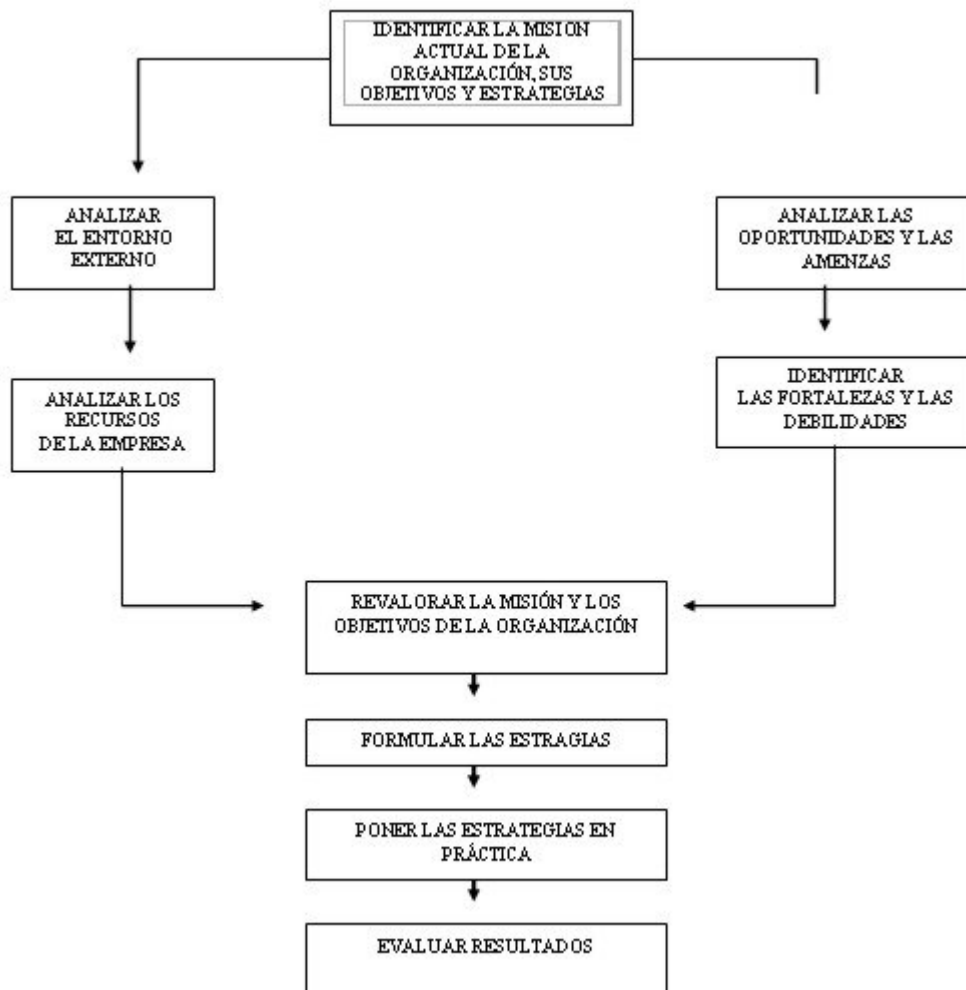 IDENTIFICAR LA MISION
ACTUAL DE LA
ORGANIZACIÓN, SUS
OBJETIVOS Y ESTRATEGIAS
ANALIZAR
EL ENTORNO
EXTERNO
ANALIZAR LAS
OPORTUNIDADES Y LAS
AMENZAS
ANALIZAR LOS
RECURSOS
DE LA EMPRESA
IDENTIFICAR
LAS FORTALEZAS Y LAS
DEBILIDADES
REVALORAR LA MISIÓN Y LOS
OBJETIVOS DE LA ORGANIZACIÓN
FORMULAR LAS ESTRAGIAS
PONER LAS ESTRATEGIAS EN
PRÁCTICA
EVALUAR RESULTADOS